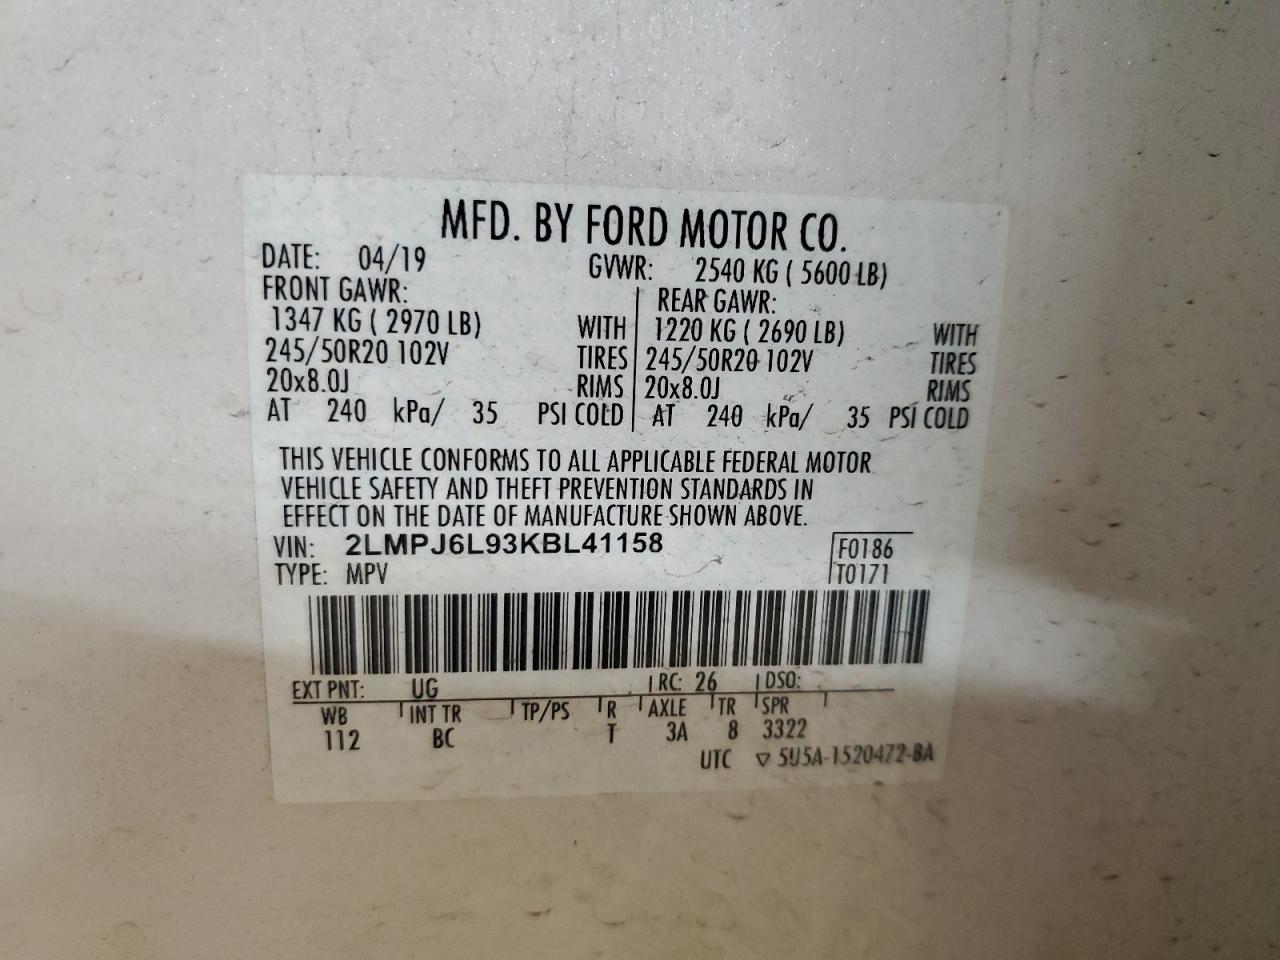 MFD. BY FORD MOTOR CO.
DATE: 04/19 GVWR: 2540 KG ( 5600 LB)
FRONT GAWR: REAR GAWR:
1347 KG ( 2970 LB) WITH 1220 KG ( 2690 LB) WITH
245/50R20 102V TIRES 245/50R20 102V TIRES
20x8.0J RIMS 20x8.0J RIMS
AT 240 kPa/ 35 PSI COLD AT 240 kPa/ 35 PSI COLD
THIS VEHICLE CONFORMS TO ALL APPLICABLE FEDERAL MOTOR
VEHICLE SAFETY AND THEFT PREVENTION STANDARDS IN
EFFECT ON THE DATE OF MANUFACTURE SHOWN ABOVE.
VIN: 2LMPJ6L93KBL41158 F0186
TYPE: MPV T0171
EXT PNT: UG RC: 26 DSO:
WB INT TR TP/PS R AXLE TR SPR
112 BC T 3A 8 3322
UTC ▽ 5U5A-1520472-BA